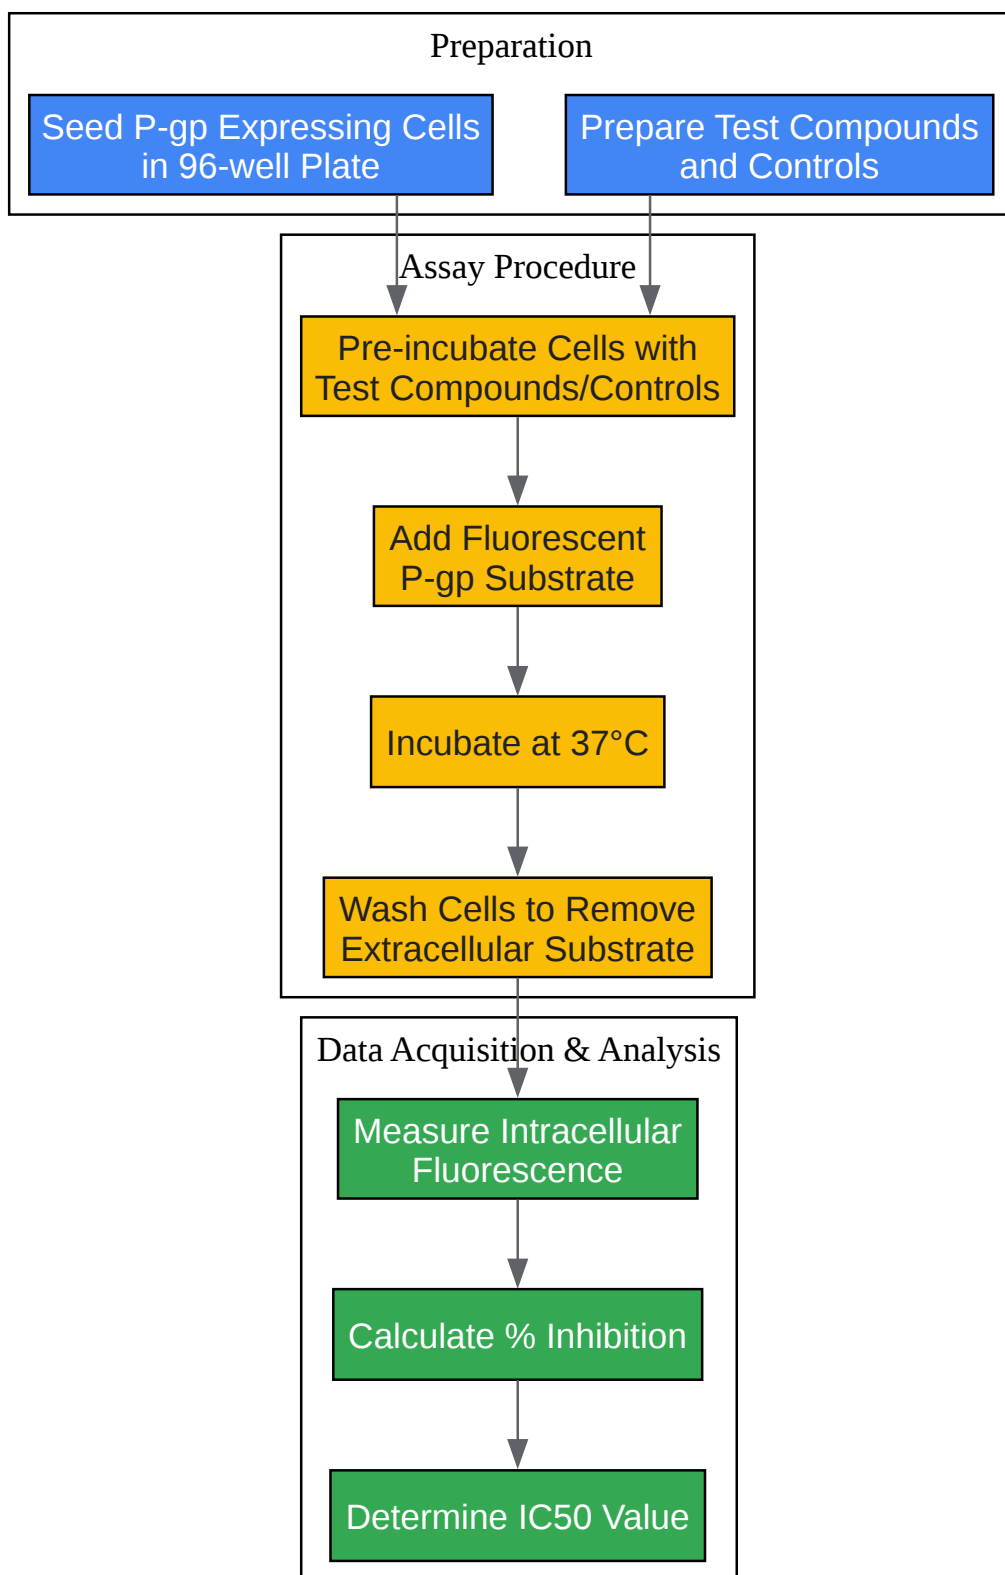 Preparation
Seed P-gp Expressing Cells
in 96-well Plate
Prepare Test Compounds
and Controls
Assay Procedure
Pre-incubate Cells with
Test Compounds/Controls
Add Fluorescent
P-gp Substrate
Incubate at 37°C
Wash Cells to Remove
Extracellular Substrate
Data Acquisition & Analysis
Measure Intracellular
Fluorescence
Calculate % Inhibition
Determine IC50 Value